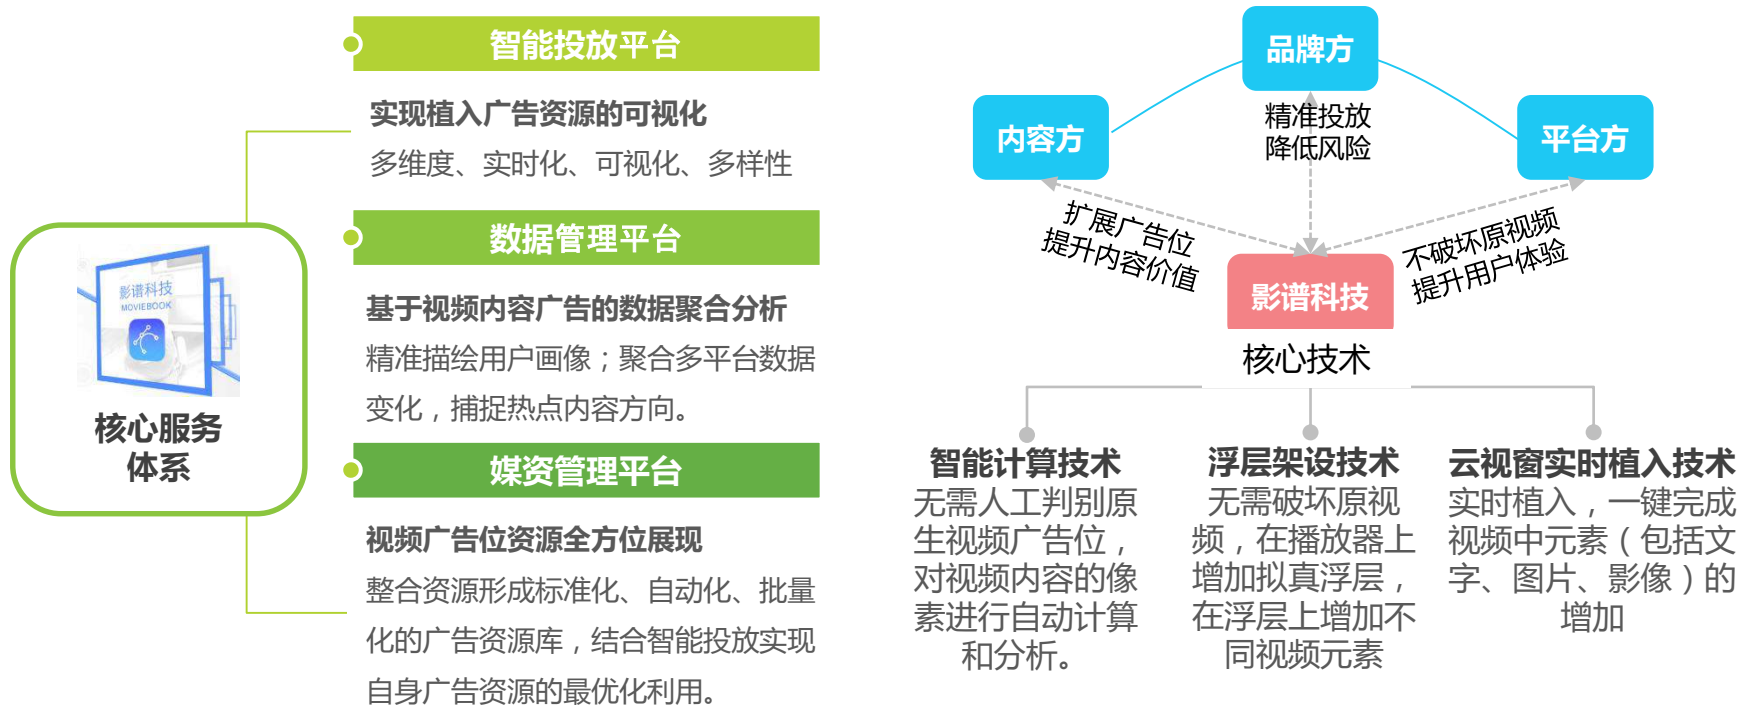 智能投放平台
实现植入广告资源的可视化
多维度、实时化、可视化、多样性
数据管理平台
基于视频内容广告的数据聚合分析
精准描绘用户画像；聚合多平台数据
变化，捕捉热点内容方向。
媒资管理平台
视频广告位资源全方位展现
整合资源形成标准化、自动化、批量
化的广告资源库，结合智能投放实现
自身广告资源的最优化利用。
影谱科技
MOVIEBOOK
核心服务
体系
品牌方
内容方
平台方
精准投放
降低风险
扩展广告位
提升内容价值
不破坏原视频
提升用户体验
影谱科技
核心技术
智能计算技术
无需人工判别原
生视频广告位，
对视频内容的像
素进行自动计算
和分析。
浮层架设技术
无需破坏原视
频，在播放器上
增加拟真浮层，
在浮层上增加不
同视频元素
云视窗实时植入技术
实时植入，一键完成
视频中元素（包括文
字、图片、影像）的
增加